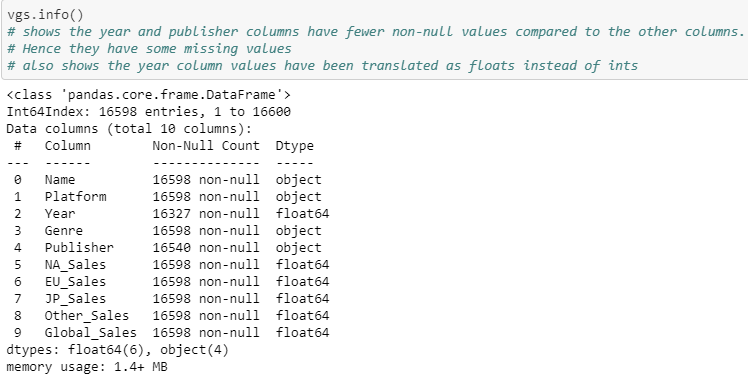 vgs.info()
# shows the year and publisher columns have fewer non-null values compared to the other columns.
# Hence they have some missing values
# also shows the year column values have been translated as floats instead of ints
<class 'pandas.core.frame.DataFrame'>
Int64Index: 16598 entries, 1 to 16600
Data columns (total 10 columns):
 #   Column        Non-Null Count  Dtype
---  ------        --------------  -----
 0   Name          16598 non-null  object
 1   Platform      16598 non-null  object
 2   Year          16327 non-null  float64
 3   Genre         16598 non-null  object
 4   Publisher     16540 non-null  object
 5   NA_Sales      16598 non-null  float64
 6   EU_Sales      16598 non-null  float64
 7   JP_Sales      16598 non-null  float64
 8   Other_Sales   16598 non-null  float64
 9   Global_Sales  16598 non-null  float64
dtypes: float64(6), object(4)
memory usage: 1.4+ MB